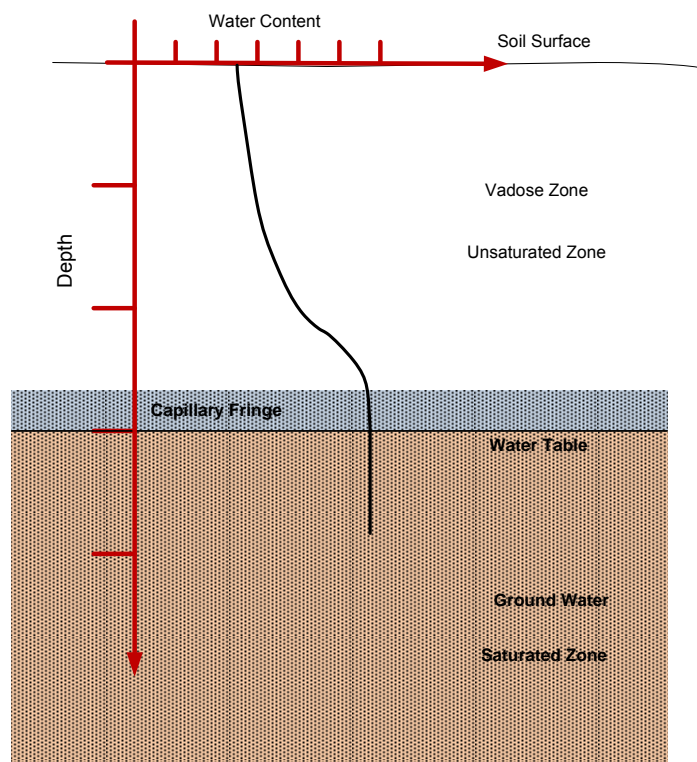 Water Content
Soil Surface
Vadose Zone
Depth
Unsaturated Zone
Capillary Fringe
Water Table
Ground Water
Saturated Zone